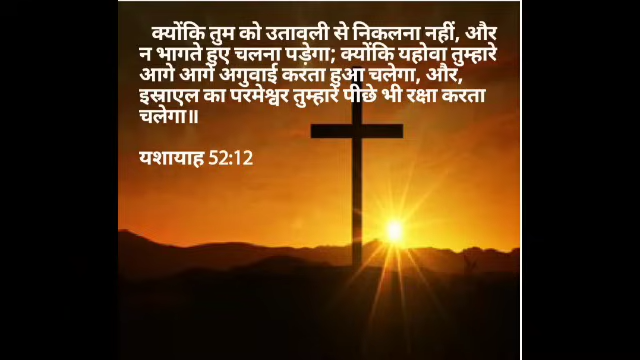 क्योंकि तुम को उतावली से निकलना नहीं, और
न भागते हुए चलना पड़ेगा; क्योंकि यहोवा तुम्हारे
आगे आगे अगुवाई करता हुआ चलेगा, और,
इस्राएल का परमेश्वर तुम्हारे पीछे भी रक्षा करता
चलेगा॥
यशायाह 52:12